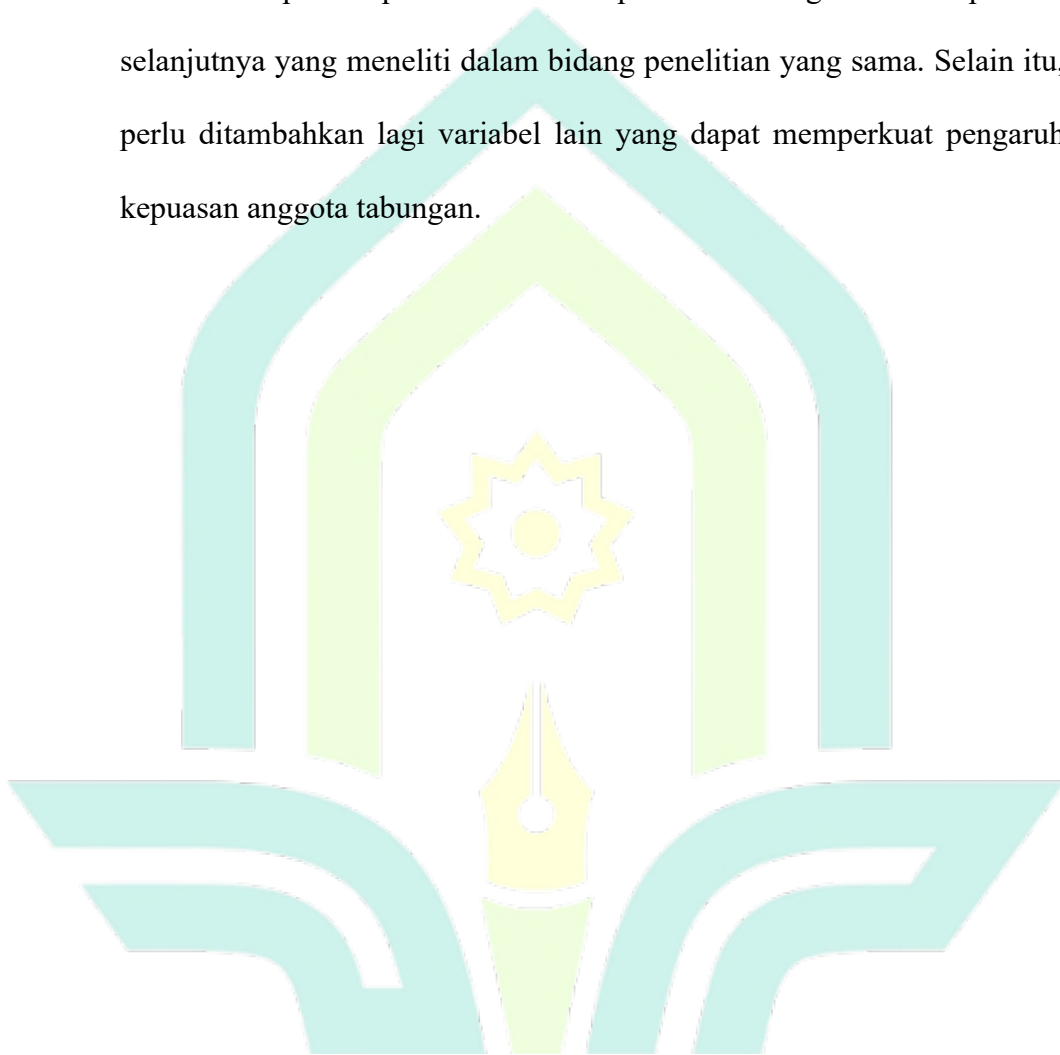 selanjutnya yang meneliti dalam bidang penelitian yang sama. Selain itu,
perlu ditambahkan lagi variabel lain yang dapat memperkuat pengaruh
kepuasan anggota tabungan.